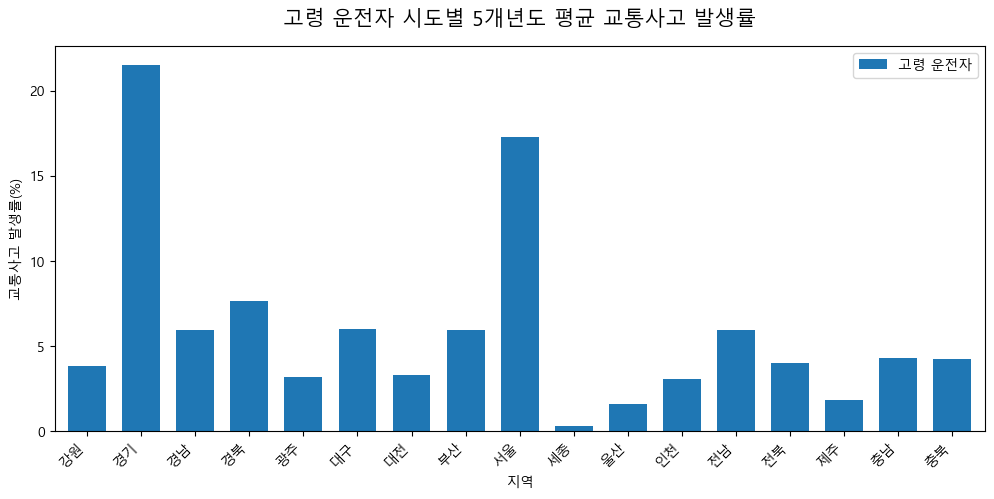 고령 운전자 시도별 5개년도 평균 교통사고 발생률
고령 운전자
교통사고 발생률(%)
20
15
10
5
0
강원 경기 경남 경북 광주 대구 대전 부산 서울 세종 울산 인천 전남 전북 제주 충남 충북
지역